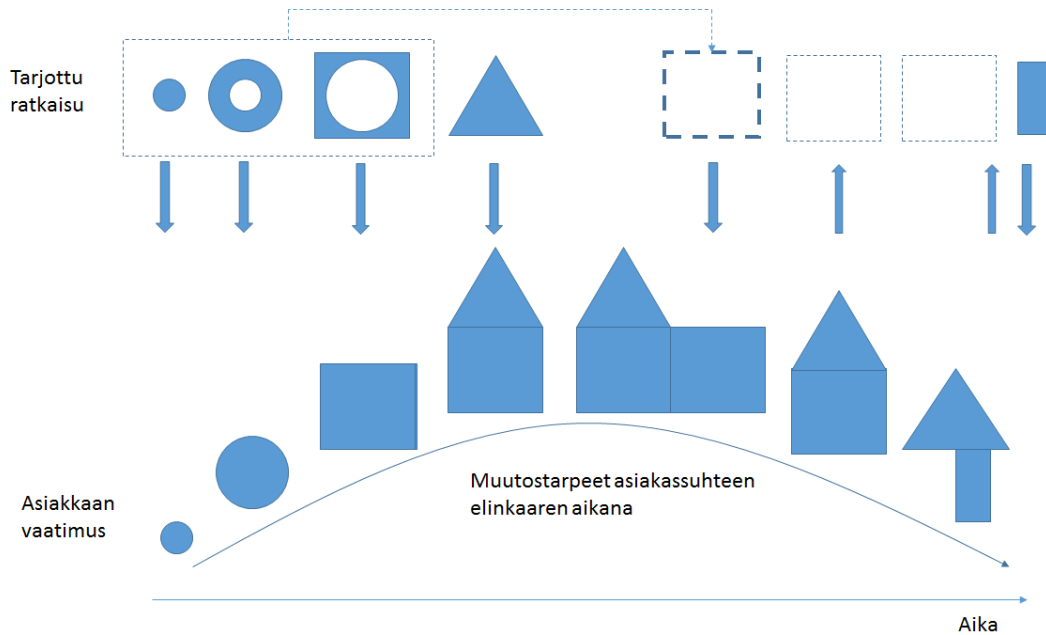 Tarjottu
ratkaisu
Muutostarpeet asiakassuhteen
elinkaaren aikana
Asiakkaan
vaatimus
Aika